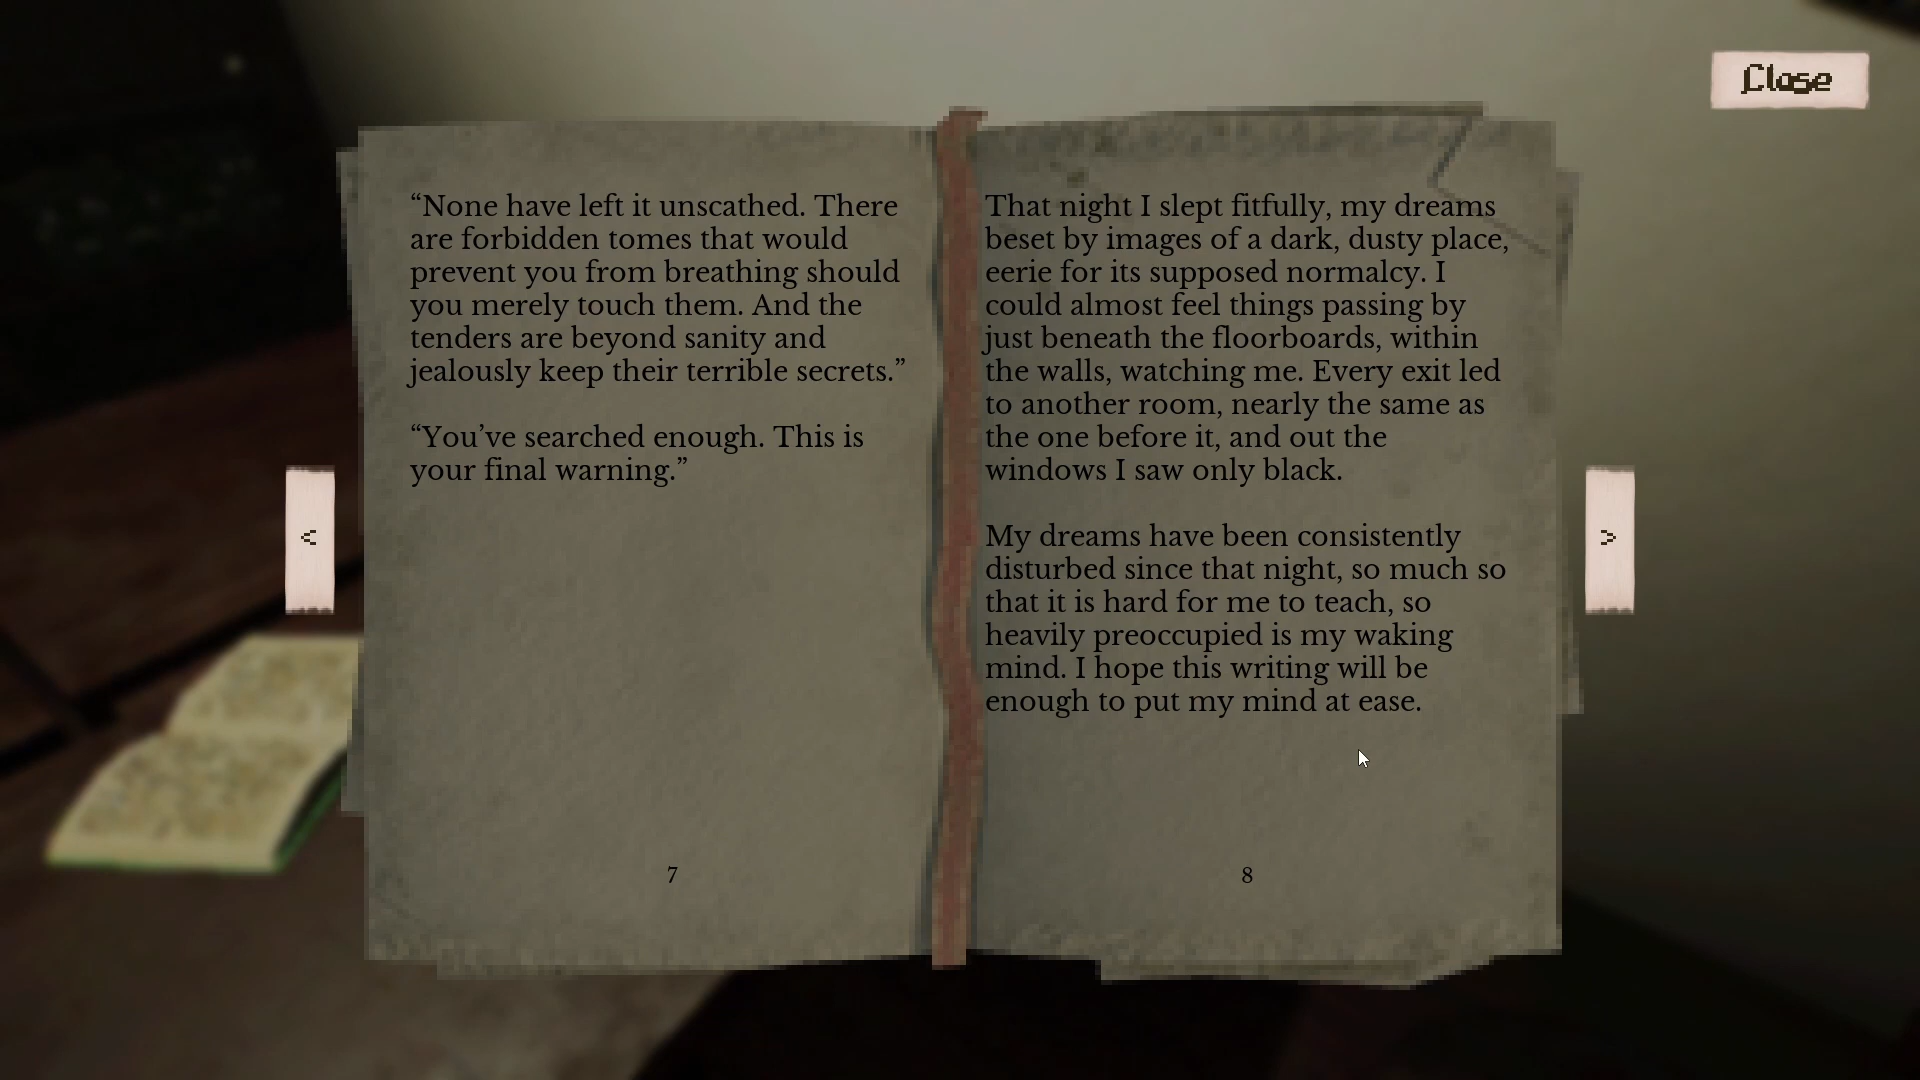 Close
“None have left it unscathed. There
are forbidden tomes that would
prevent you from breathing should
you merely touch them. And the
tenders are beyond sanity and
jealously keep their terrible secrets.”
“You’ve searched enough. This is
your final warning.”
7
That night I slept fitfully, my dreams
beset by images of a dark, dusty place,
eerie for its supposed normalcy. I
could almost feel things passing by
just beneath the floorboards, within
the walls, watching me. Every exit led
to another room, nearly the same as
the one before it, and out the
windows I saw only black.
My dreams have been consistently
disturbed since that night, so much so
that it is hard for me to teach, so
heavily preoccupied is my waking
mind. I hope this writing will be
enough to put my mind at ease.
8
<
>